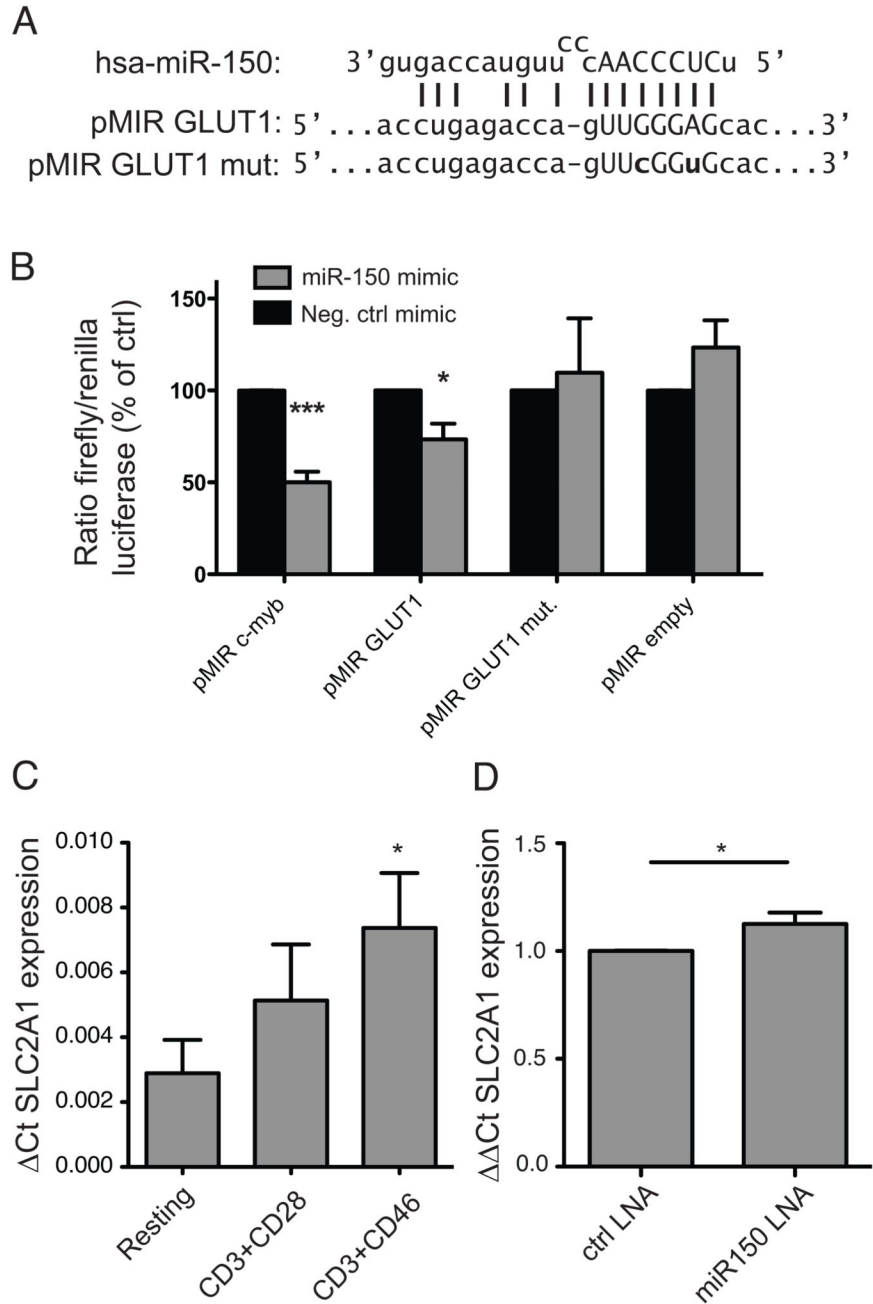 A
cc
hsa-miR-150: 3’gugaccauguu cAACCCUCu 5’
pMIR GLUT1: 5’...accugagacca-gUUGGGAGcac...3’
pMIR GLUT1 mut: 5’...accugagacca-gUUcGGuGcac...3’
B
miR-150 mimic
Neg. ctrl mimic
Ratio firefly/renilla
luciferase (% of ctrl)
150
100
50
0
***
*
pMIR c-myb
pMIR GLUT1
pMIR GLUT1 mut.
pMIR empty
C
ΔCt SLC2A1 expression
0.010
0.008
0.006
0.004
0.002
0.000
*
Resting
CD3+CD28
CD3+CD46
D
ΔΔCt SLC2A1 expression
1.5
1.0
0.5
0.0
*
ctrl LNA
miR150 LNA